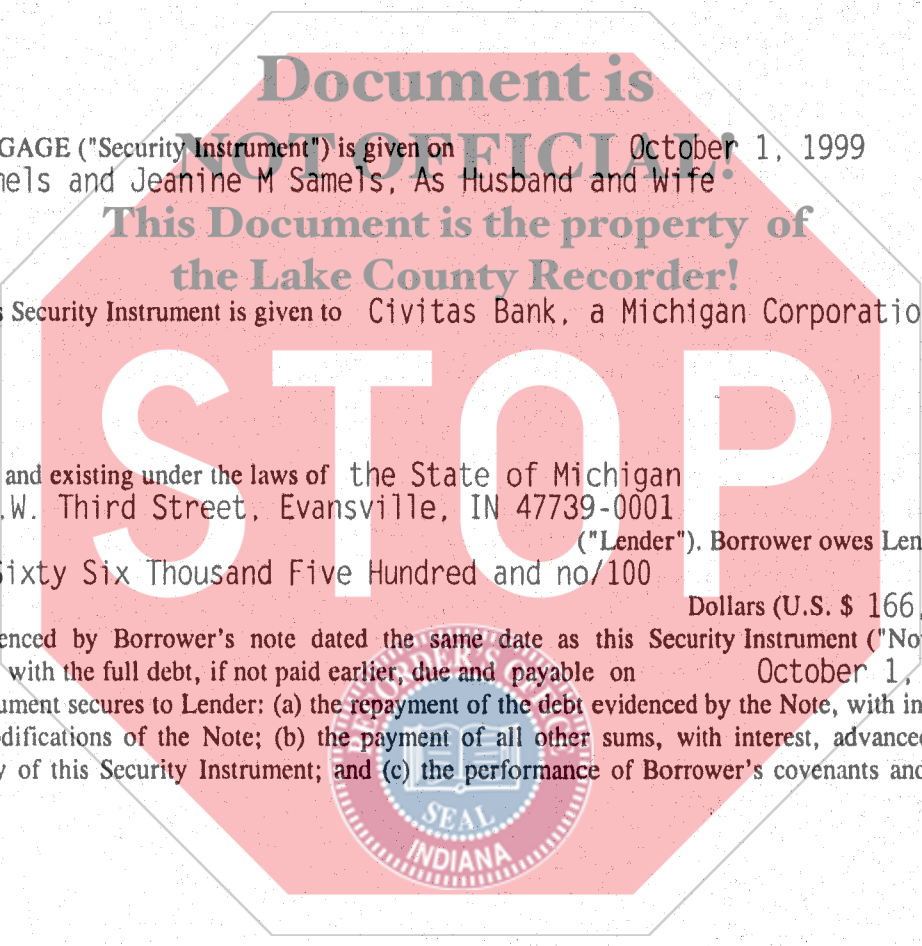 Document is
NOT OFFICIAL!
GAGE ("Security Instrument") is given on October 1, 1999
nels and Jeanine M Samels, As Husband and Wife
This Document is the property of
the Lake County Recorder!
s Security Instrument is given to Civitas Bank, a Michigan Corporatio
STOP
and existing under the laws of the State of Michigan
.W. Third Street, Evansville, IN 47739-0001
("Lender"). Borrower owes Len
Sixty Six Thousand Five Hundred and no/100
Dollars (U.S. $ 166,
enced by Borrower's note dated the same date as this Security Instrument ("No
with the full debt, if not paid earlier, due and payable on October 1,
ument secures to Lender: (a) the repayment of the debt evidenced by the Note, with in
difications of the Note; (b) the payment of all other sums, with interest, advanced
y of this Security Instrument; and (c) the performance of Borrower's covenants and
RECORDER'S OFFICE
SEAL
INDIANA